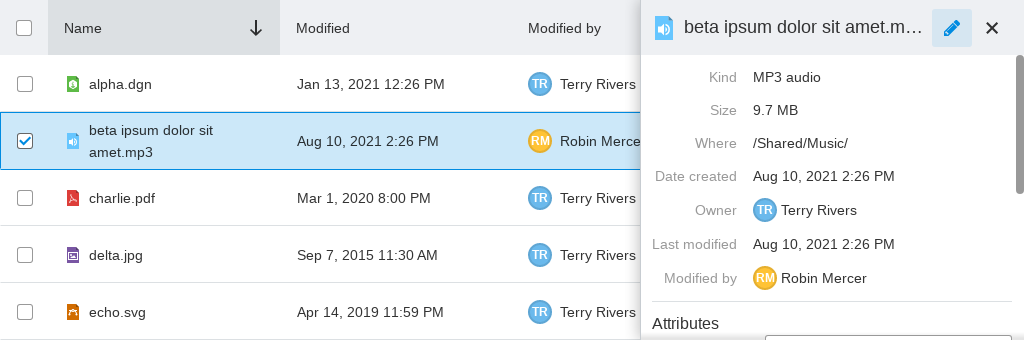 Name
Modified
Modified by
alpha.dgn
Jan 13, 2021 12:26 PM
TR Terry Rivers
beta ipsum dolor sit
amet.mp3
Aug 10, 2021 2:26 PM
RM Robin Merce
charlie.pdf
Mar 1, 2020 8:00 PM
TR Terry Rivers
delta.jpg
Sep 7, 2015 11:30 AM
TR Terry Rivers
echo.svg
Apr 14, 2019 11:59 PM
TR Terry Rivers
beta ipsum dolor sit amet.m…
Kind MP3 audio
Size 9.7 MB
Where /Shared/Music/
Date created Aug 10, 2021 2:26 PM
Owner TR Terry Rivers
Last modified Aug 10, 2021 2:26 PM
Modified by RM Robin Mercer
Attributes